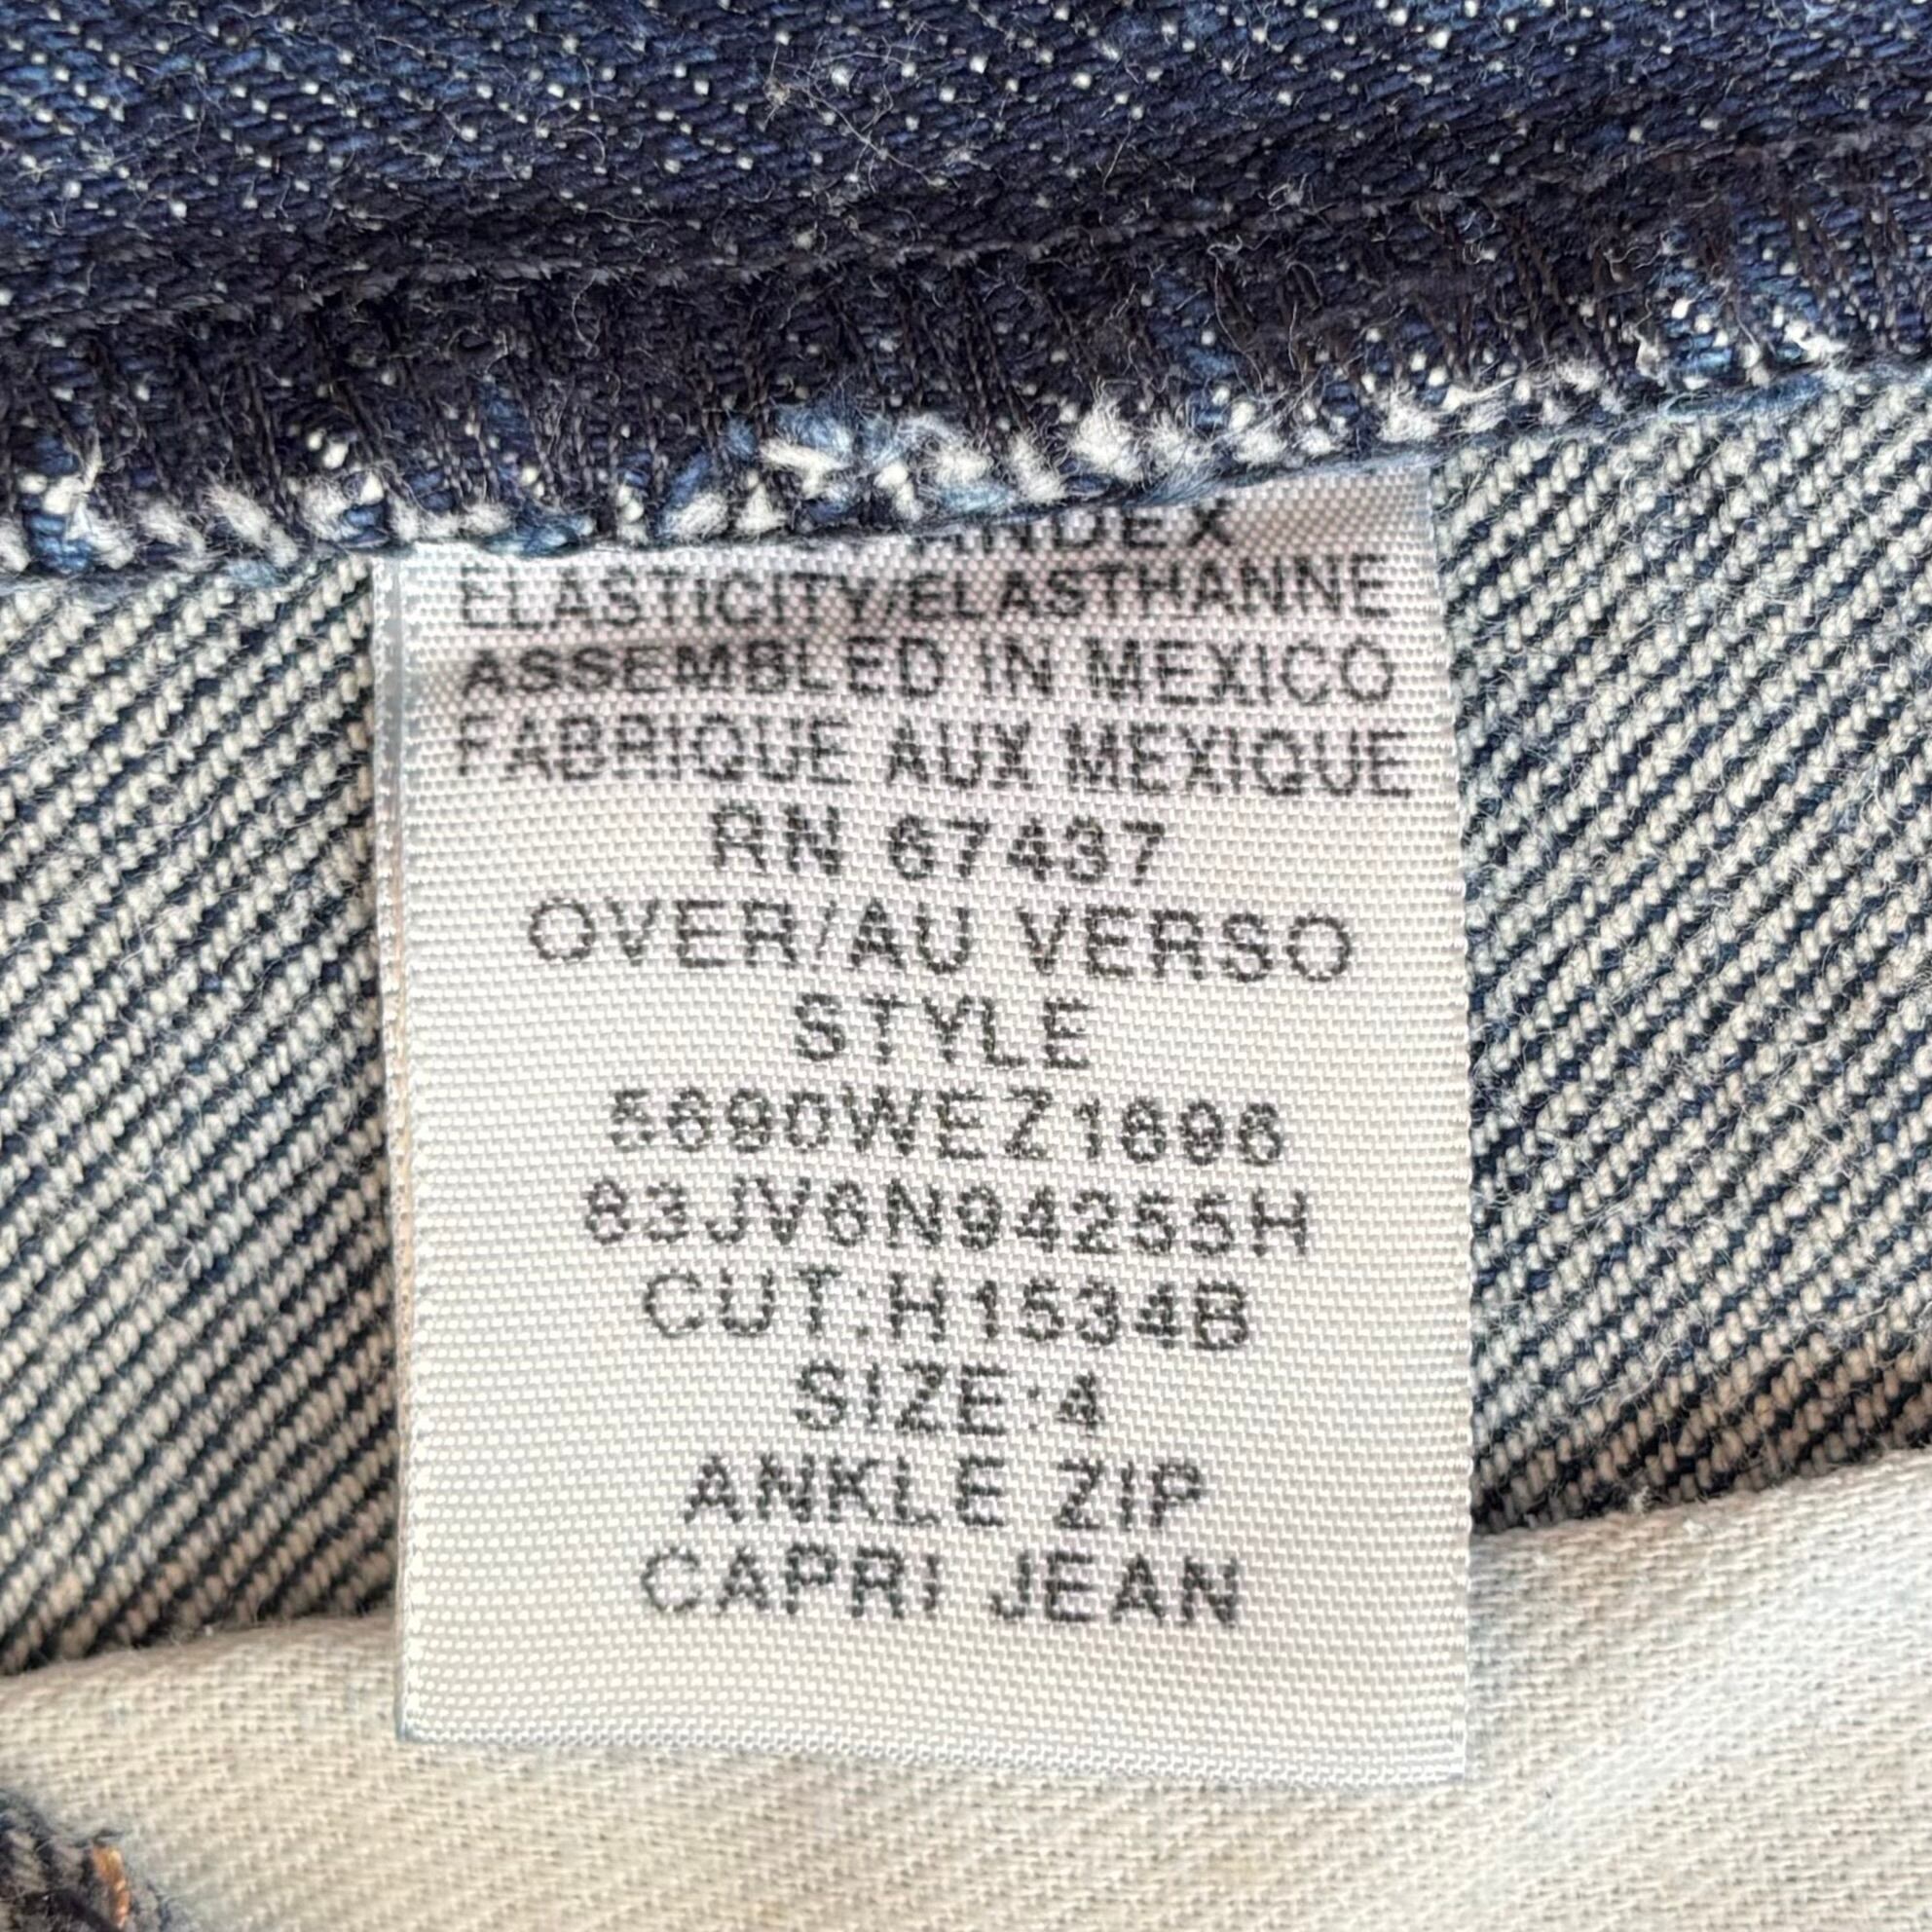 ELASTICITY/ELASTHANNE
ASSEMBLED IN MEXICO
FABRIQUE AUX MEXIQUE
RN 67437
OVER/AU VERSO
STYLE
5690WEZ1696
83JV6N94255H
CUT:H1534B
SIZE:4
ANKLE ZIP
CAPRI JEAN